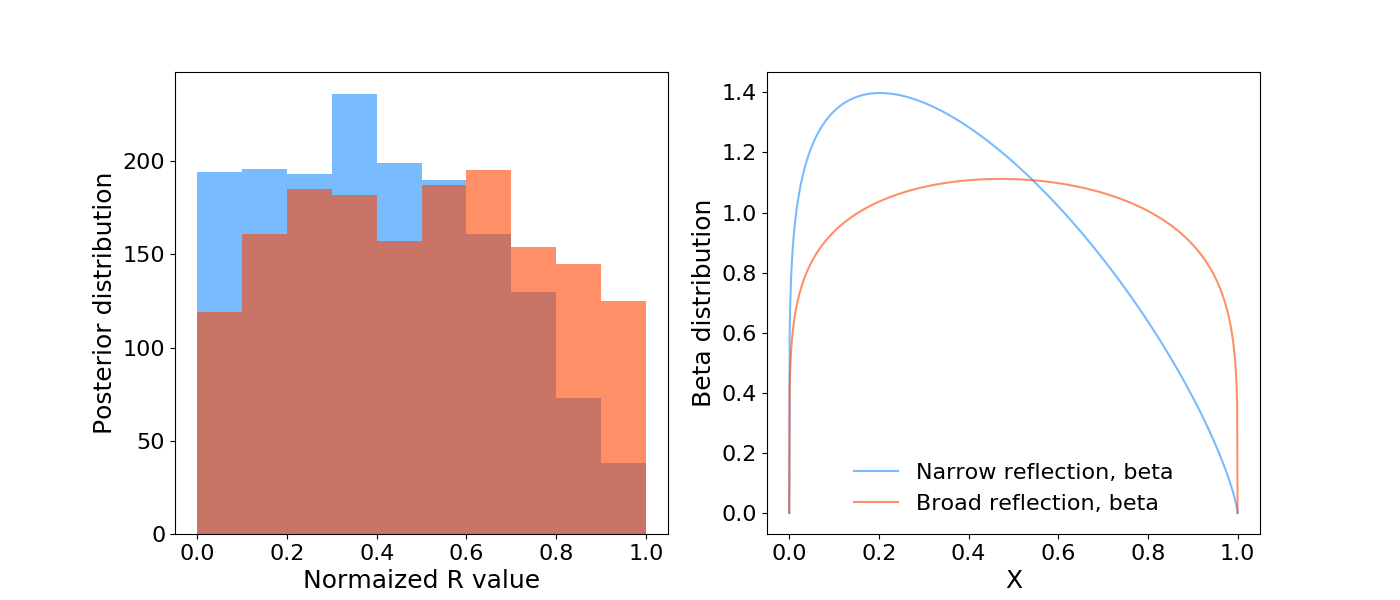 Posterior distribution
200
150
100
50
0
0.0 0.2 0.4 0.6 0.8 1.0
Normaized R value
Beta distribution
1.4
1.2
1.0
0.8
0.6
0.4
0.2
0.0
Narrow reflection, beta
Broad reflection, beta
0.0 0.2 0.4 0.6 0.8 1.0
X